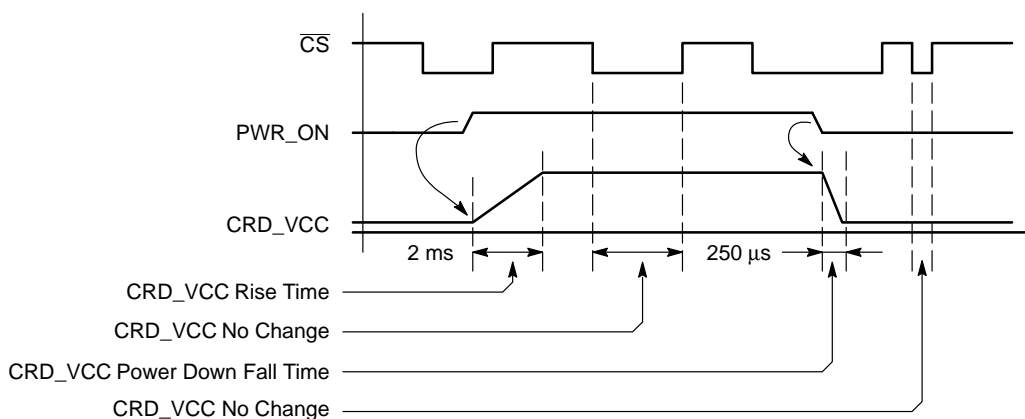 CS
PWR_ON
CRD_VCC
2 ms
250 μs
CRD_VCC Rise Time
CRD_VCC No Change
CRD_VCC Power Down Fall Time
CRD_VCC No Change